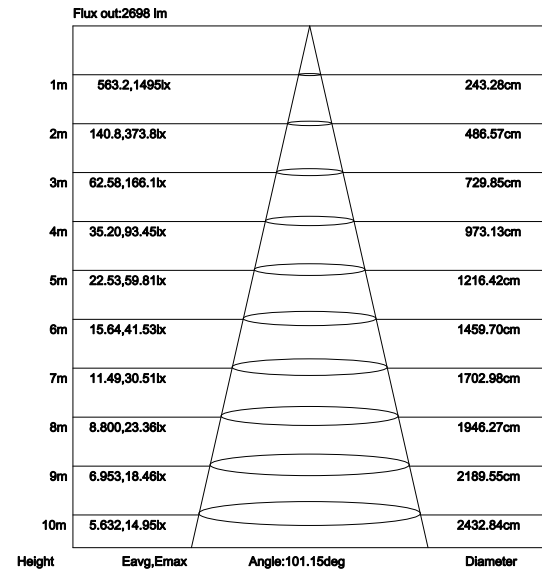 Flux out:2698 lm
1m 563.2,1495lx 243.28cm
2m 140.8,373.8lx 486.57cm
3m 62.58,166.1lx 729.85cm
4m 35.20,93.45lx 973.13cm
5m 22.53,59.81lx 1216.42cm
6m 15.64,41.53lx 1459.70cm
7m 11.49,30.51lx 1702.98cm
8m 8.800,23.36lx 1946.27cm
9m 6.953,18.46lx 2189.55cm
10m 5.632,14.95lx 2432.84cm
Height Eavg,Emax Angle:101.15deg Diameter